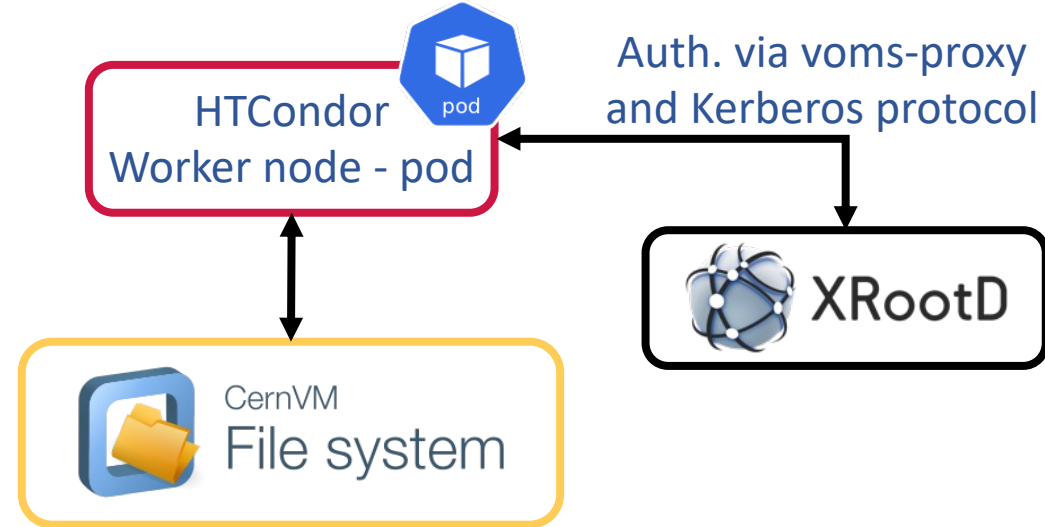 pod
HTCondor
Worker node - pod
Auth. via voms-proxy
and Kerberos protocol
XRootD
CernVM
File system